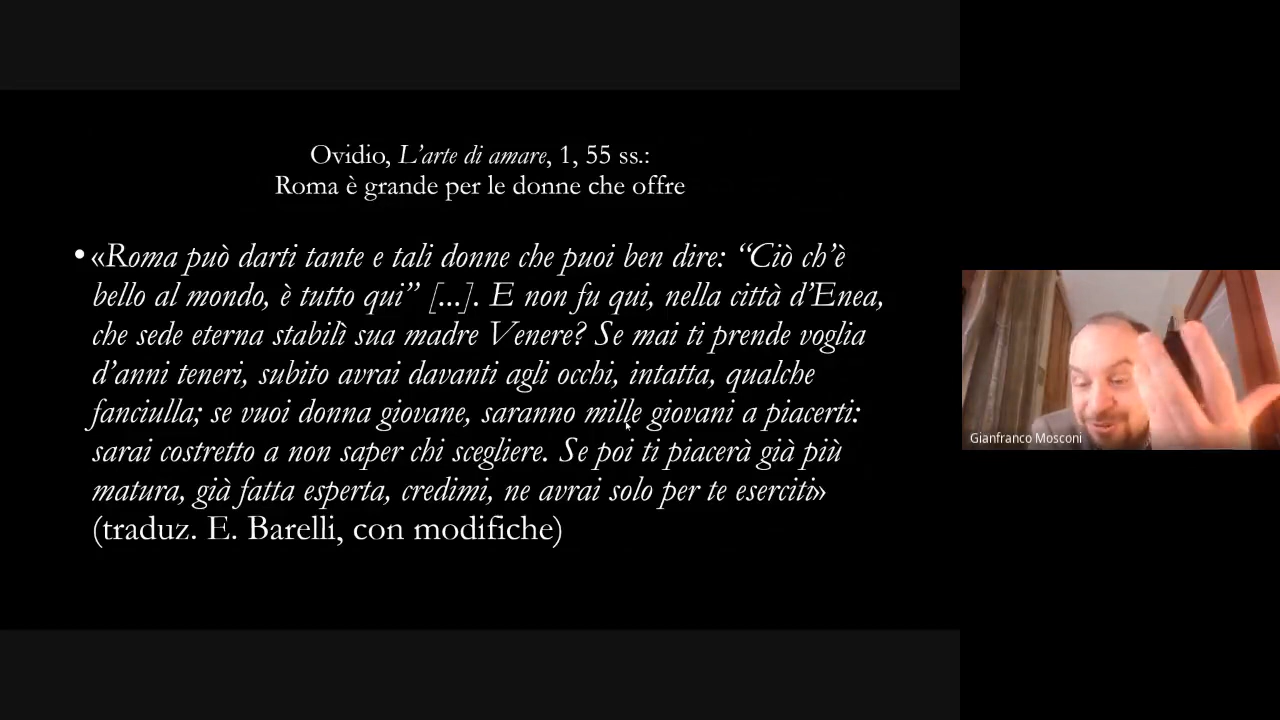 Ovidio, L’arte di amare, 1, 55 ss.:
Roma è grande per le donne che offre
• «Roma può darti tante e tali donne che puoi ben dire: “Ciò ch’è
bello al mondo, è tutto qui” [...]. E non fu qui, nella città d’Enea,
che sede eterna stabilì sua madre Venere? Se mai ti prende voglia
d’anni teneri, subito avrai davanti agli occhi, intatta, qualche
fanciulla; se vuoi donna giovane, saranno mille giovani a piacerti:
sarai costretto a non saper chi scegliere. Se poi ti piacerà già più
matura, già fatta esperta, credimi, ne avrai solo per te eserciti»
(traduz. E. Barelli, con modifiche)
Gianfranco Mosconi